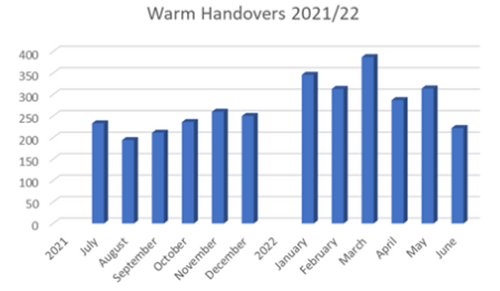 Warm Handovers 2021/22
400
350
300
250
200
150
100
50
0
2021
July
August
September
October
November
December
2022
January
February
March
April
May
June